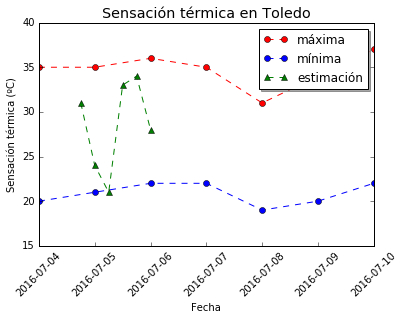 Sensación térmica en Toledo
40
35
30
25
20
15
Sensación térmica (ºC)
máxima
mínima
estimación
2016-07-04
2016-07-05
2016-07-06
2016-07-07
2016-07-08
2016-07-09
2016-07-10
Fecha